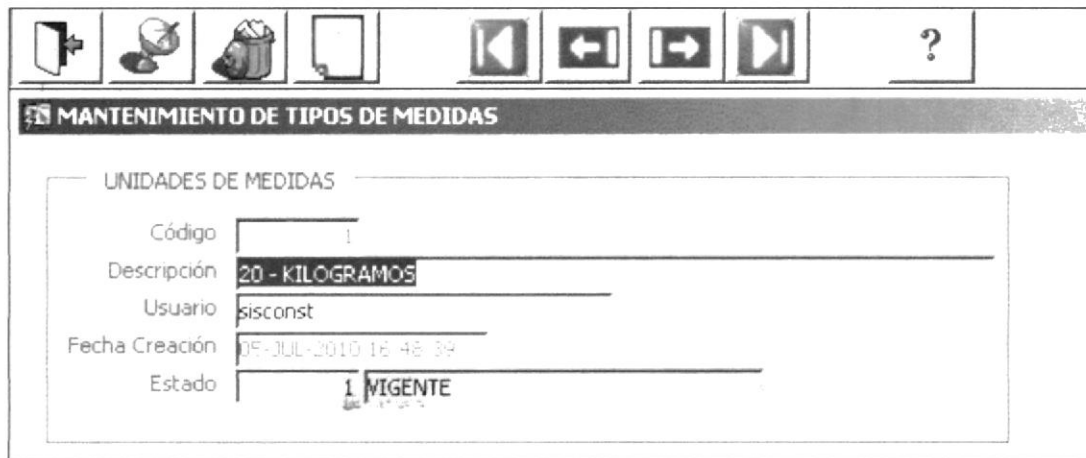 ?
MANTENIMIENTO DE TIPOS DE MEDIDAS
UNIDADES DE MEDIDAS
Código 1
Descripción 20 - KILOGRAMOS
Usuario sisconst
Fecha Creación 05-JUL-2010 16:48:39
Estado 1 VIGENTE